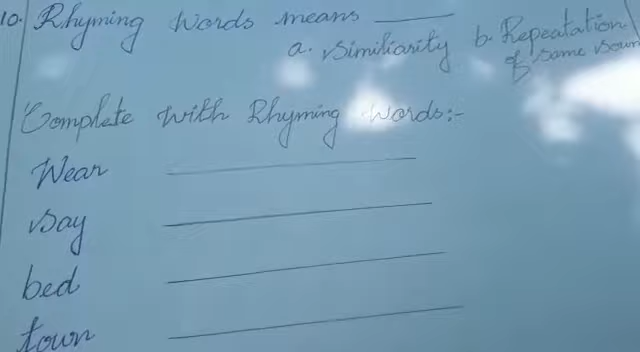 10. Rhyming words means ______
a. Similiarity b. Repeatation
of same soun
Complete with Rhyming words:-
Wear
Say
bed
town